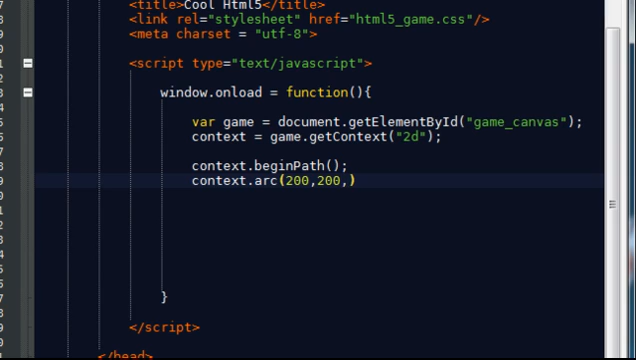 <title>Cool Html5</title>
<link rel="stylesheet" href="html5_game.css"/>
<meta charset = "utf-8">
<script type="text/javascript">
window.onload = function(){
var game = document.getElementById("game_canvas");
context = game.getContext("2d");
context.beginPath();
context.arc(200,200,)
}
</script>
</head>